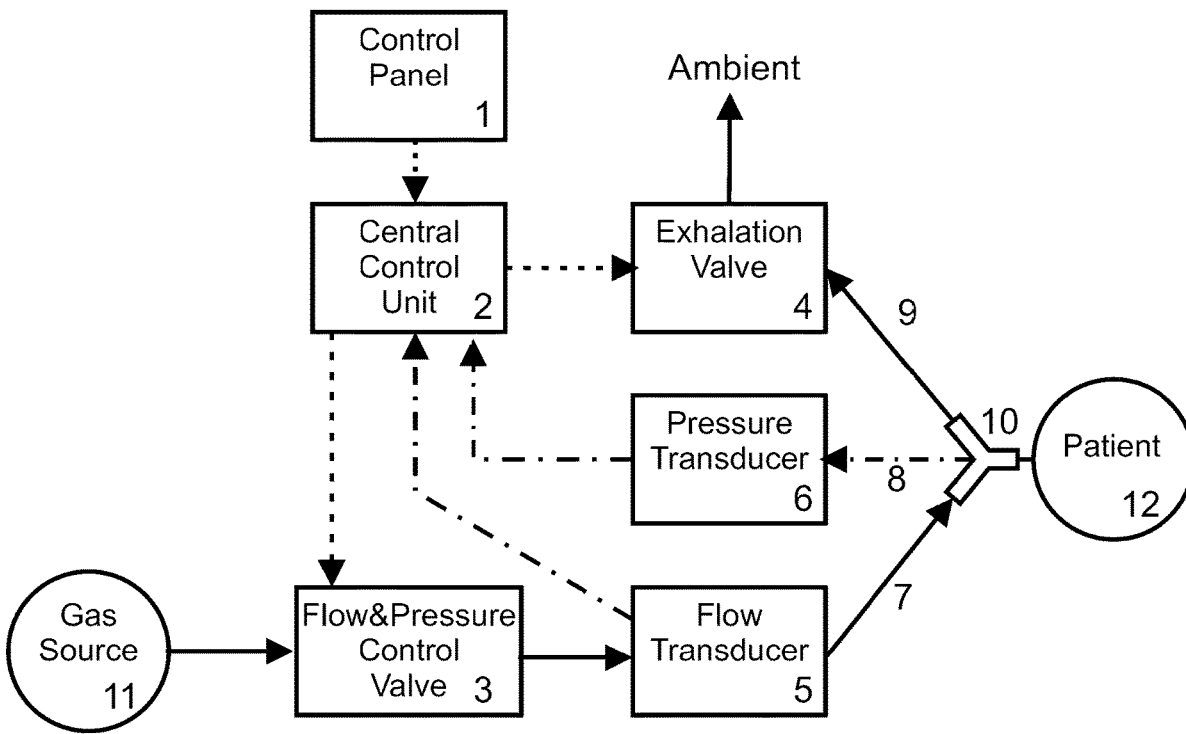 Control
Panel
1
Ambient
Central
Control
Unit
2
Exhalation
Valve
4
9
Pressure
Transducer
6
8
10
Patient
12
7
Gas
Source
11
Flow&Pressure
Control
Valve
3
Flow
Transducer
5